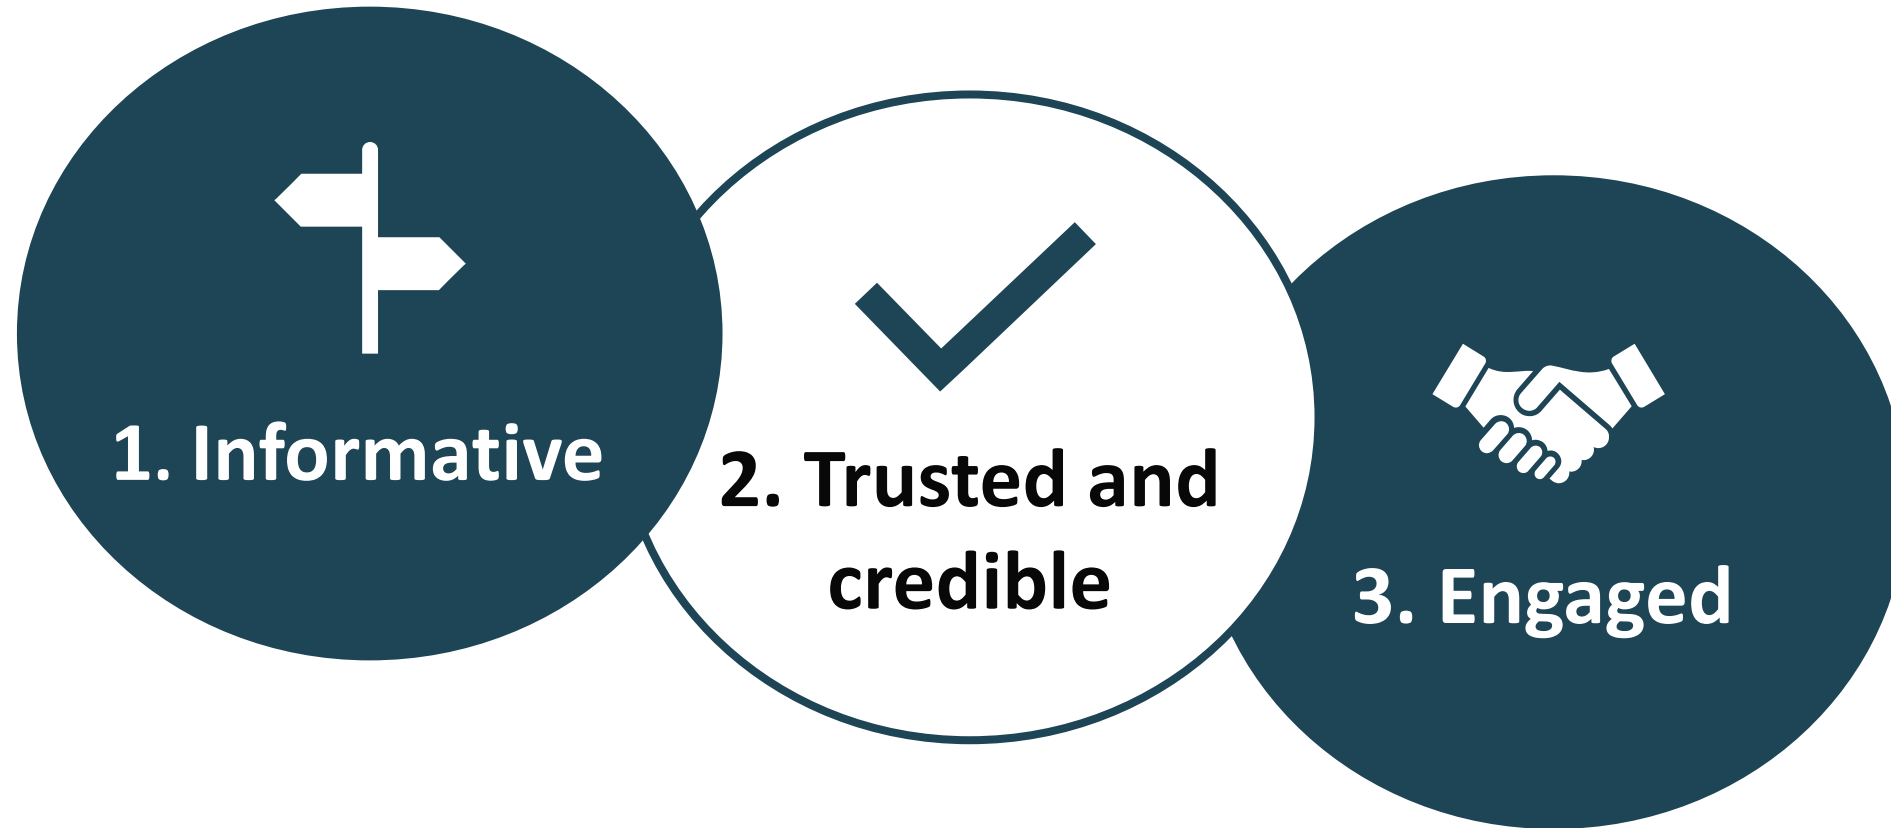 1. Informative
2. Trusted and
credible
3. Engaged